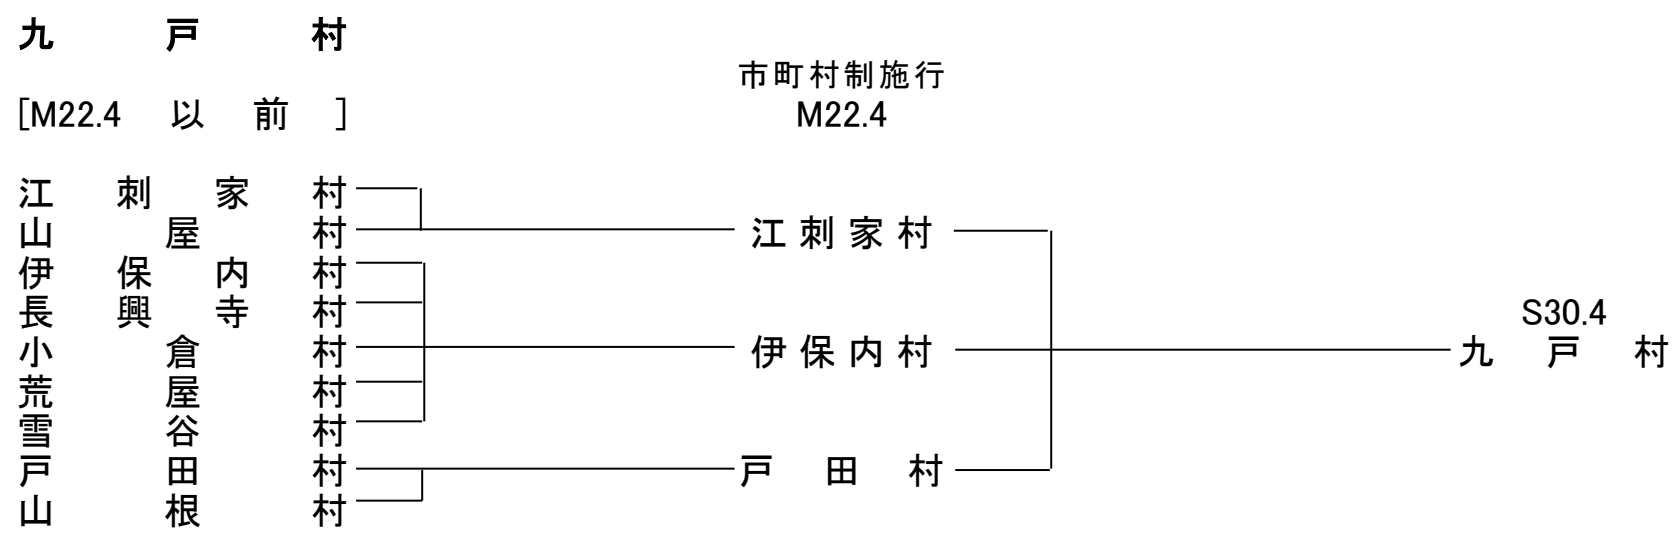 九戸村
市町村制施行
[M22.4以前]
M22.4
江刺家村
山屋村
江刺家村
伊保内村
長興寺村
S30.4
小倉村
伊保内村
九戸村
荒屋村
雪谷村
戸田村
戸田村
山根村